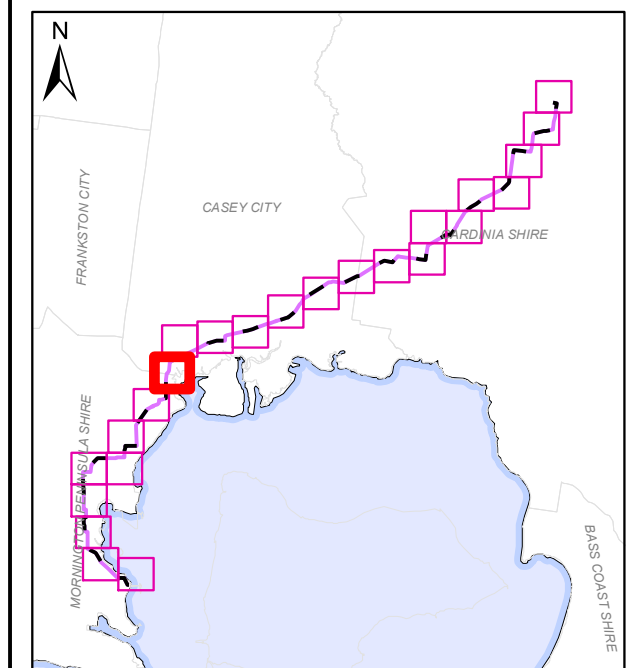 N
FRANKSTON CITY
CASEY CITY
CARDINIA SHIRE
MORNINGTON PENINSULA SHIRE
BASS COAST SHIRE